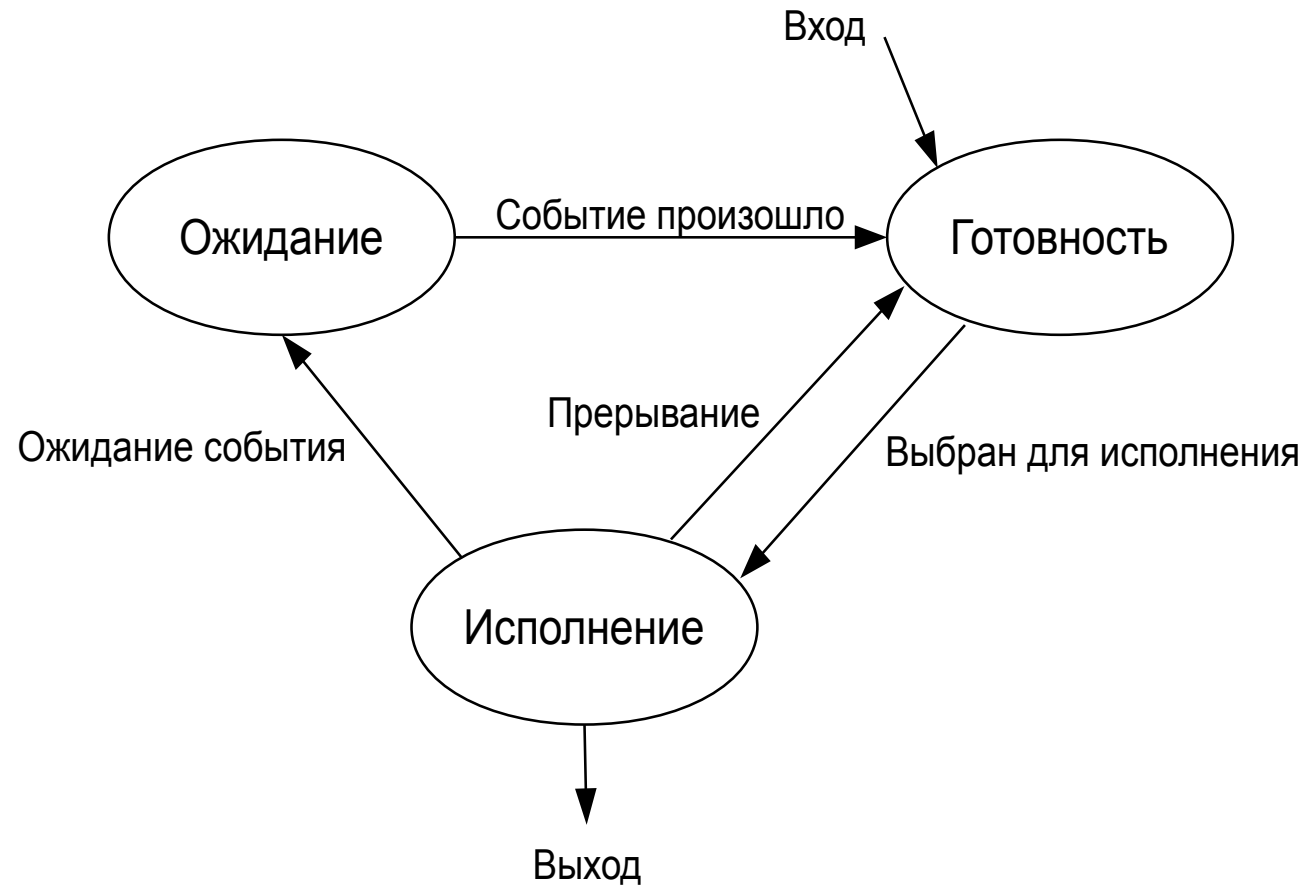 Вход
Событие произошло
Ожидание
Готовность
Прерывание
Ожидание события
Выбран для исполнения
Исполнение
Выход